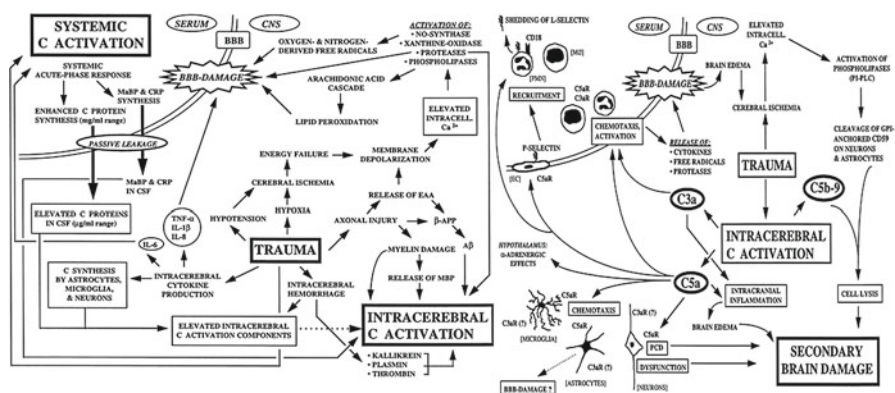 SYSTEMIC
C ACTIVATION
SERUM
CNS
BBB
BBB-DAMAGE
OXYGEN- & NITROGEN-
DERIVED FREE RADICALS
ACTIVATION OF:
• NO-SYNTHASE
• XANTHINE-OXIDASE
• PROTEASES
• PHOSPHOLIPASES
ARACHIDONIC ACID
CASCADE
LIPID PEROXIDATION
SYSTEMIC
ACUTE-PHASE RESPONSE
MaBP & CRP
SYNTHESIS
ENHANCED C PROTEIN
SYNTHESIS (mg/ml range)
PASSIVE LEAKAGE
MaBP & CRP
IN CSF
ELEVATED C PROTEINS
IN CSF (μg/ml range)
ELEVATED
INTRACELL.
Ca2+
ENERGY FAILURE
MEMBRANE
DEPOLARIZATION
CEREBRAL ISCHEMIA
RELEASE OF EAA
HYPOTENSION
HYPOXIA
AXONAL INJURY
β-APP
Aβ
TNF-α
IL-1β
IL-8
IL-6
TRAUMA
MYELIN DAMAGE
RELEASE OF MBP
C SYNTHESIS
BY ASTROCYTES,
MICROGLIA,
& NEURONS
INTRACEREBRAL
CYTOKINE
PRODUCTION
INTRACEREBRAL
HEMORRHAGE
ELEVATED INTRACEREBRAL
C ACTIVATION COMPONENTS
INTRACEREBRAL
C ACTIVATION
• KALLIKREIN
• PLASMIN
• THROMBIN
SHEDDING OF L-SELECTIN
CD18
[PMN]
[MΦ]
RECRUITMENT
P-SELECTIN
[EC]
C5aR
C5aR
C3aR
CHEMOTAXIS,
ACTIVATION
SERUM
CNS
BBB
BBB-DAMAGE
BRAIN EDEMA
ELEVATED
INTRACELL.
Ca2+
CEREBRAL ISCHEMIA
ACTIVATION OF
PHOSPHOLIPASES
(PI-PLC)
CLEAVAGE OF GPI-
ANCHORED CD59
ON NEURONS
& ASTROCYTES
RELEASE OF:
• CYTOKINES
• FREE RADICALS
• PROTEASES
TRAUMA
C5b-9
C3a
INTRACEREBRAL
C ACTIVATION
HYPOTHALAMUS:
α-ADRENERGIC
EFFECTS
C5a
INTRACRANIAL
INFLAMMATION
CELL LYSIS
BRAIN EDEMA
C5aR
CHEMOTAXIS
C3aR (?)
[MICROGLIA]
C5aR
C3aR (?)
[ASTROCYTES]
BBB-DAMAGE ?
C3aR (?)
C5aR
PCD
DYSFUNCTION
[NEURONS]
SECONDARY
BRAIN DAMAGE